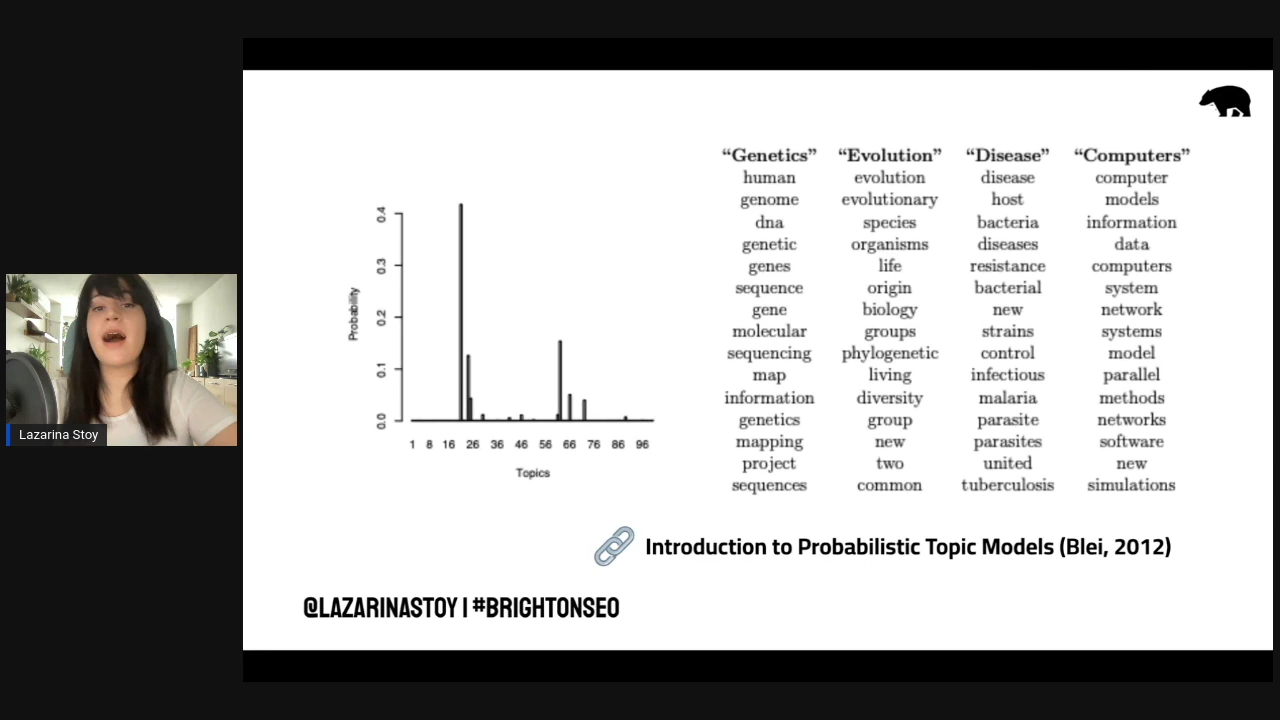 Lazarina Stoy
Probability
0.4
0.3
0.2
0.1
0.0
1 8 16 26 36 46 56 66 76 86 96
Topics
“Genetics” “Evolution” “Disease” “Computers”
human evolution disease computer
genome evolutionary host models
dna species bacteria information
genetic organisms diseases data
genes life resistance computers
sequence origin bacterial system
gene biology new network
molecular groups strains systems
sequencing phylogenetic control model
map living infectious parallel
information diversity malaria methods
genetics group parasite networks
mapping new parasites software
project two united new
sequences common tuberculosis simulations
Introduction to Probabilistic Topic Models (Blei, 2012)
@LAZARINASTOY | #BRIGHTONSEO